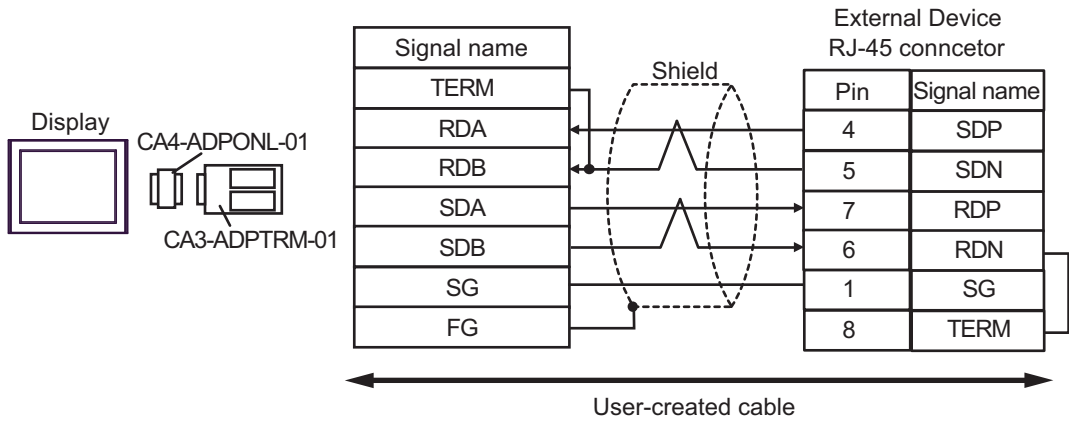 External Device
RJ-45 conncetor
Signal name
TERM
RDA
RDB
SDA
SDB
SG
FG
Shield
Pin Signal name
4 SDP
5 SDN
7 RDP
6 RDN
1 SG
8 TERM
Display
CA4-ADPONL-01
CA3-ADPTRM-01
User-created cable